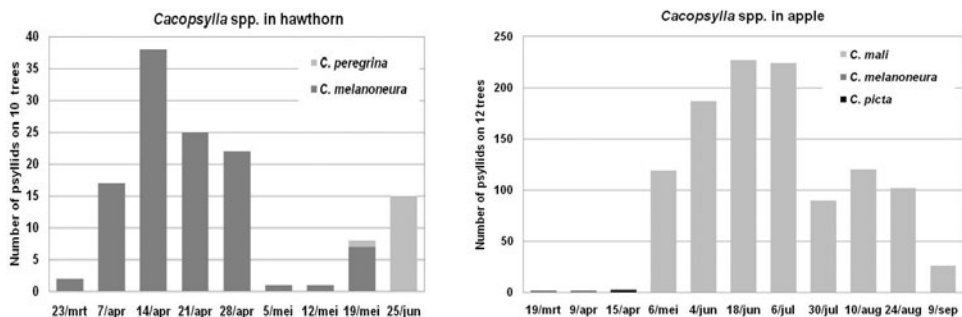 Cacopsylla spp. in hawthorn
Number of psyllids on 10 trees
40
35
30
25
20
15
10
5
0
C. peregrina
C. melanoneura
23/mrt 7/apr 14/apr 21/apr 28/apr 5/mei 12/mei 19/mei 25/jun
Cacopsylla spp. in apple
Number of psyllids on 12 trees
250
200
150
100
50
0
C. mali
C. melanoneura
C. picta
19/mrt 9/apr 15/apr 6/mei 4/jun 18/jun 6/jul 30/jul 10/aug 24/aug 9/sep